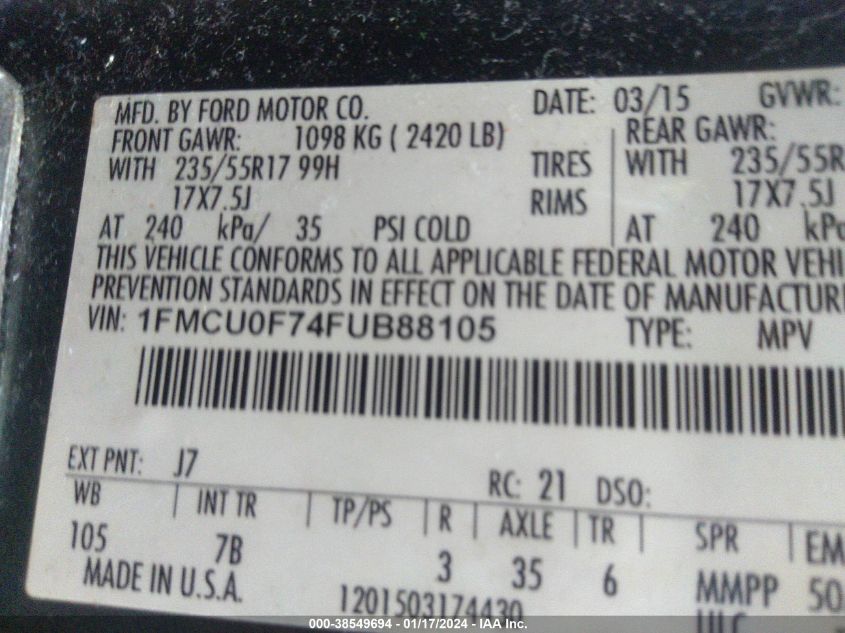 MFD. BY FORD MOTOR CO. DATE: 03/15 GVWR:
FRONT GAWR: 1098 KG ( 2420 LB) REAR GAWR:
WITH 235/55R17 99H TIRES WITH 235/55R
17X7.5J RIMS 17X7.5J
AT 240 kPa/ 35 PSI COLD AT 240 kPa
THIS VEHICLE CONFORMS TO ALL APPLICABLE FEDERAL MOTOR VEHI
PREVENTION STANDARDS IN EFFECT ON THE DATE OF MANUFACTUR
VIN: 1FMCU0F74FUB88105 TYPE: MPV
EXT PNT: J7 RC: 21 DSO:
WB INT TR TP/PS R AXLE TR SPR EM
105 7B 3 35 6 MMPP 50
MADE IN U.S.A. 1201503174430 ULC
000-38549694 - 01/17/2024 - IAA Inc.